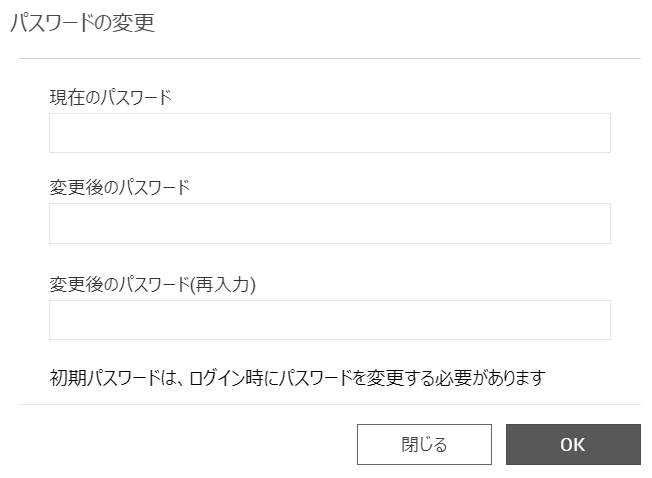 パスワードの変更
現在のパスワード
変更後のパスワード
変更後のパスワード(再入力)
初期パスワードは、ログイン時にパスワードを変更する必要があります
閉じる
OK